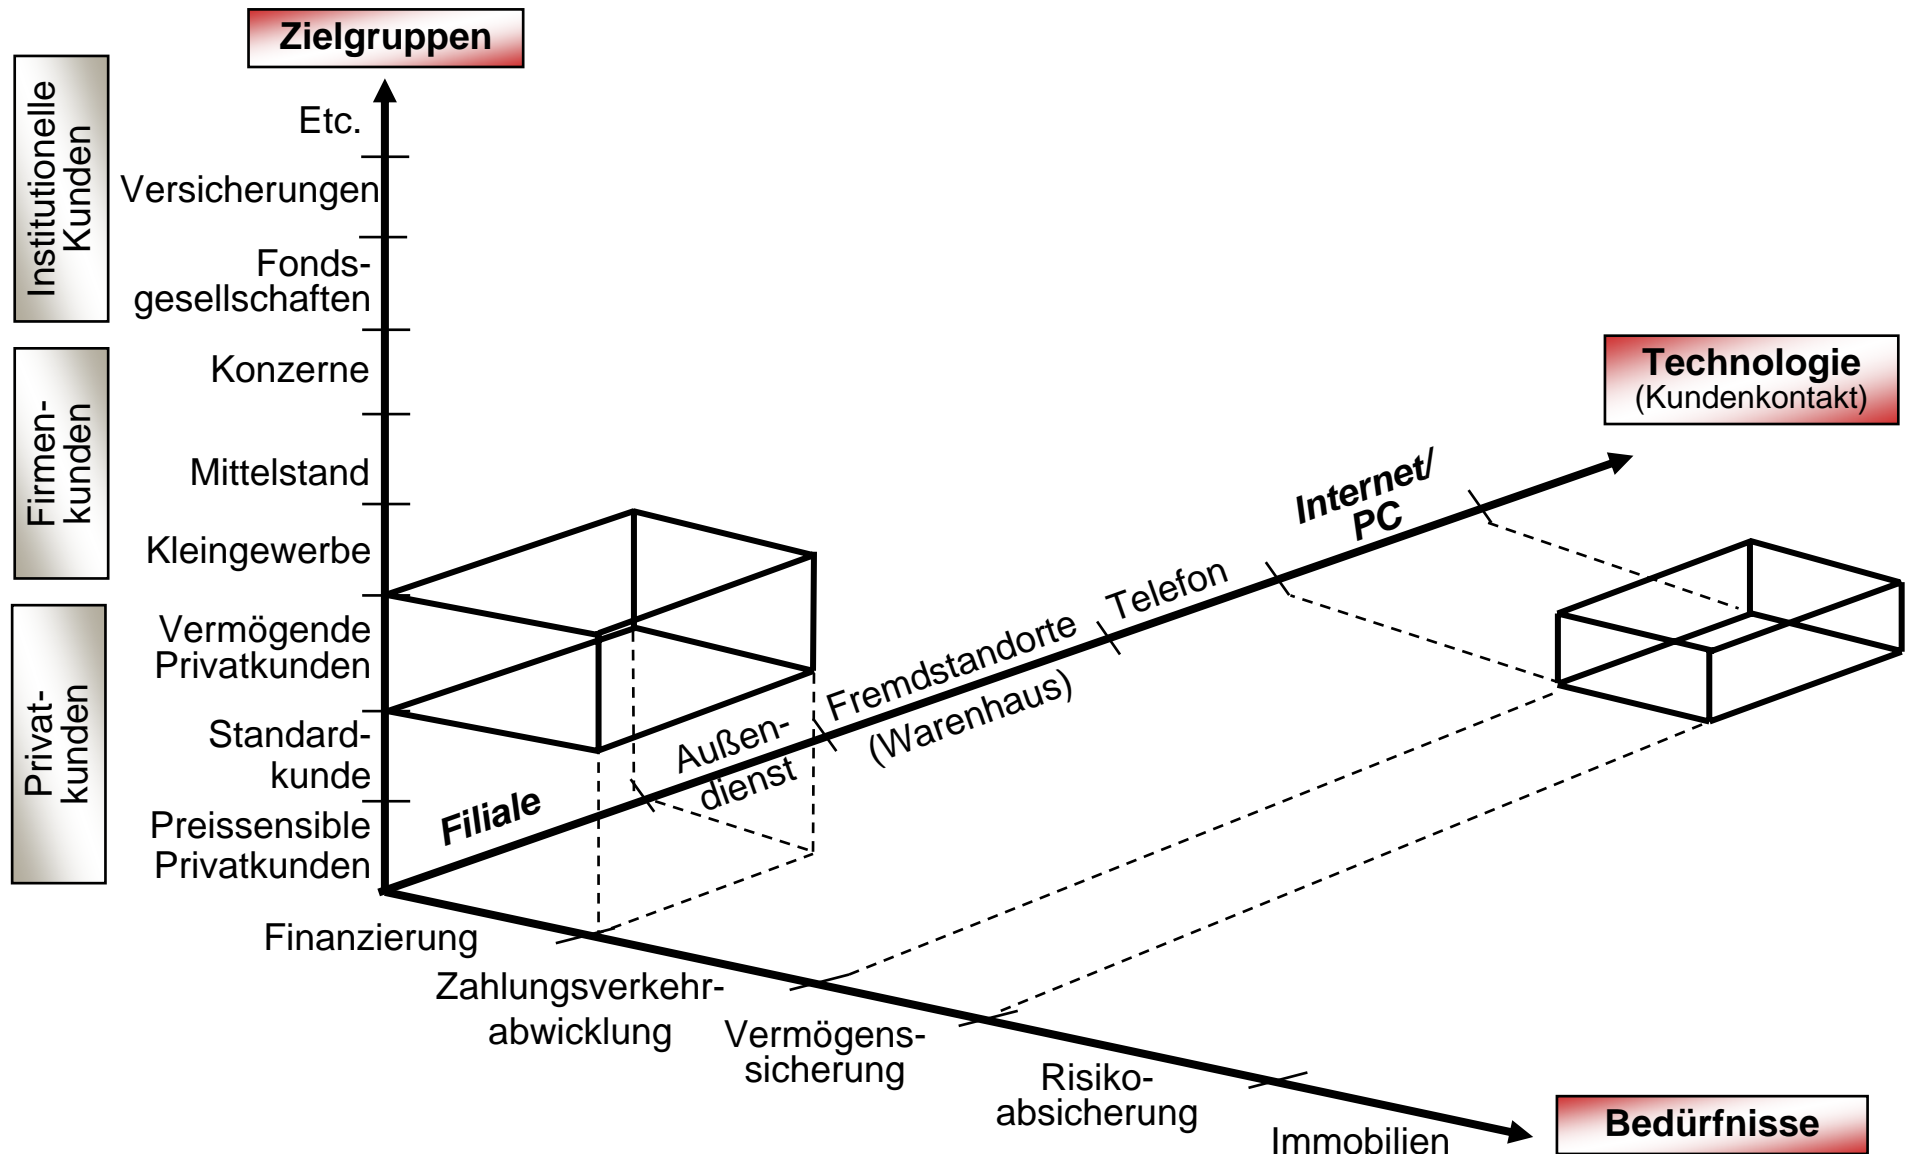 Zielgruppen
Institutionelle
Kunden
Firmen-
kunden
Privat-
kunden
Etc.
Versicherungen
Fonds-
gesellschaften
Konzerne
Mittelstand
Kleingewerbe
Vermögende
Privatkunden
Standard-
kunde
Preissensible
Privatkunden
Technologie
(Kundenkontakt)
Filiale
Außen-
dienst
Fremdstandorte
(Warenhaus)
Telefon
Internet/
PC
Finanzierung
Zahlungsverkehr-
abwicklung
Vermögens-
sicherung
Risiko-
absicherung
Immobilien
Bedürfnisse